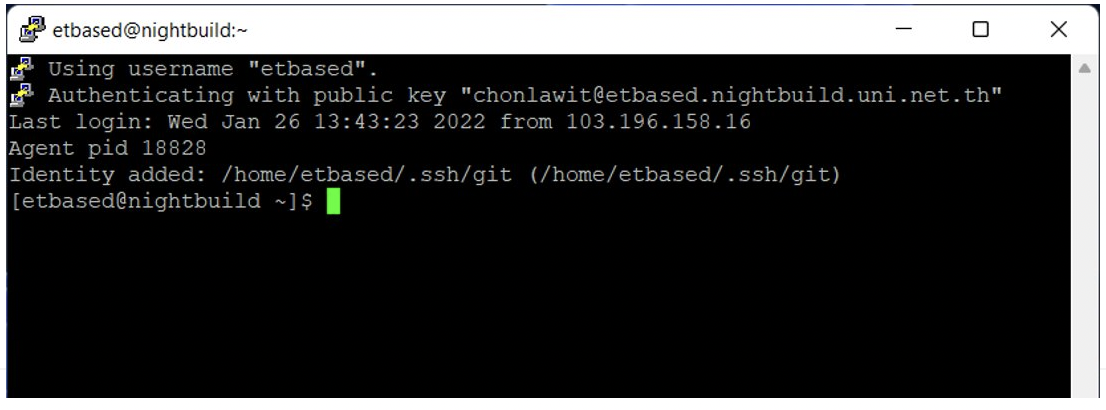 etbased@nightbuild:~
Using username "etbased".
Authenticating with public key "chonlawit@etbased.nightbuild.uni.net.th"
Last login: Wed Jan 26 13:43:23 2022 from 103.196.158.16
Agent pid 18828
Identity added: /home/etbased/.ssh/git (/home/etbased/.ssh/git)
[etbased@nightbuild ~]$